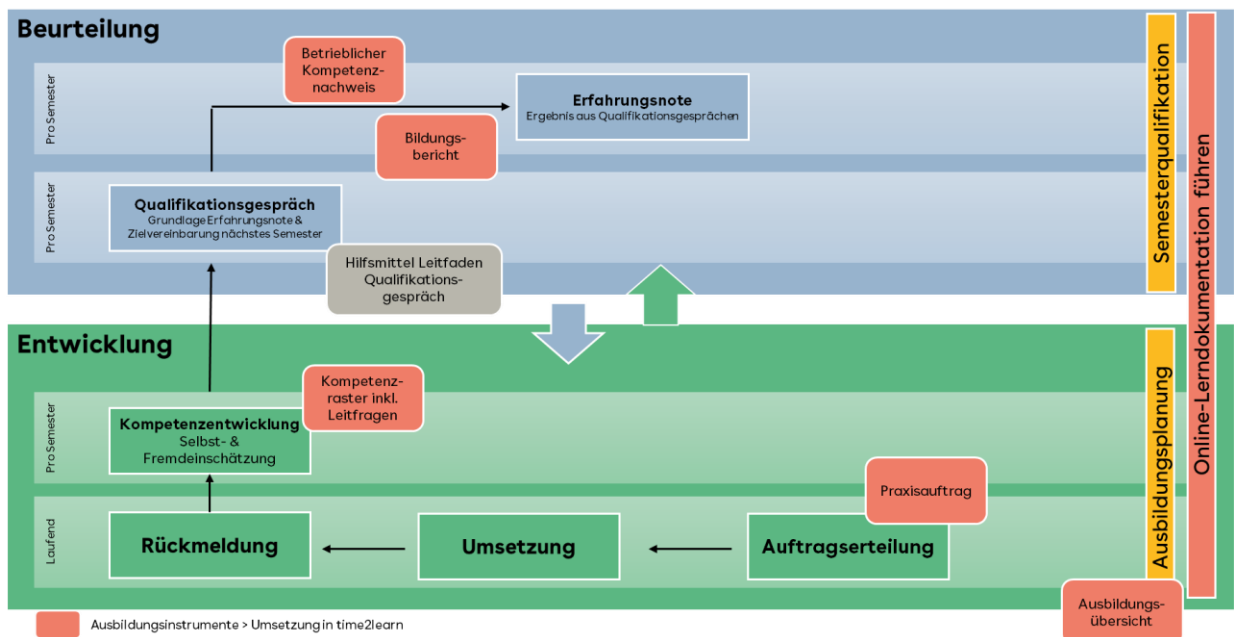 Beurteilung
Pro Semester
Betrieblicher
Kompetenz-
nachweis
Erfahrungsnote
Ergebnis aus Qualifikationsgesprächen
Bildungs-
bericht
Pro Semester
Qualifikationsgespräch
Grundlage Erfahrungsnote &
Zielvereinbarung nächstes Semester
Hilfsmittel Leitfaden
Qualifikations-
gespräch
Semesterqualifikation
Online-Lerndokumentation führen
Entwicklung
Pro Semester
Kompetenz-
raster inkl.
Leitfragen
Kompetenzentwicklung
Selbst- &
Fremdeinschätzung
Laufend
Praxisauftrag
Rückmeldung
Umsetzung
Auftragserteilung
Ausbildungsplanung
Ausbildungs-
übersicht
Ausbildungsinstrumente > Umsetzung in time2learn